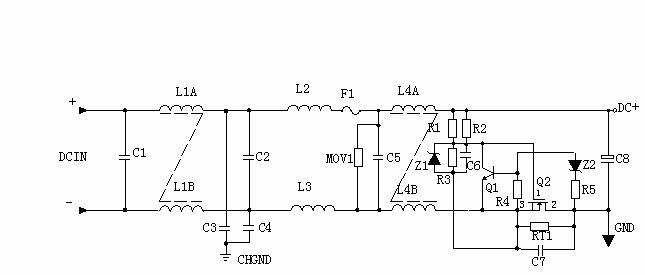 L1A L2 F1 L4A
+ DC+
R1 R2
DCIN C1 C2 MOV1 C5 Z1 C6 Z2 C8
R3 Q1 Q2
1
L1B L3 L4B R4 3 2 R5
-
C3 C4 RT1 GND
CHGND C7